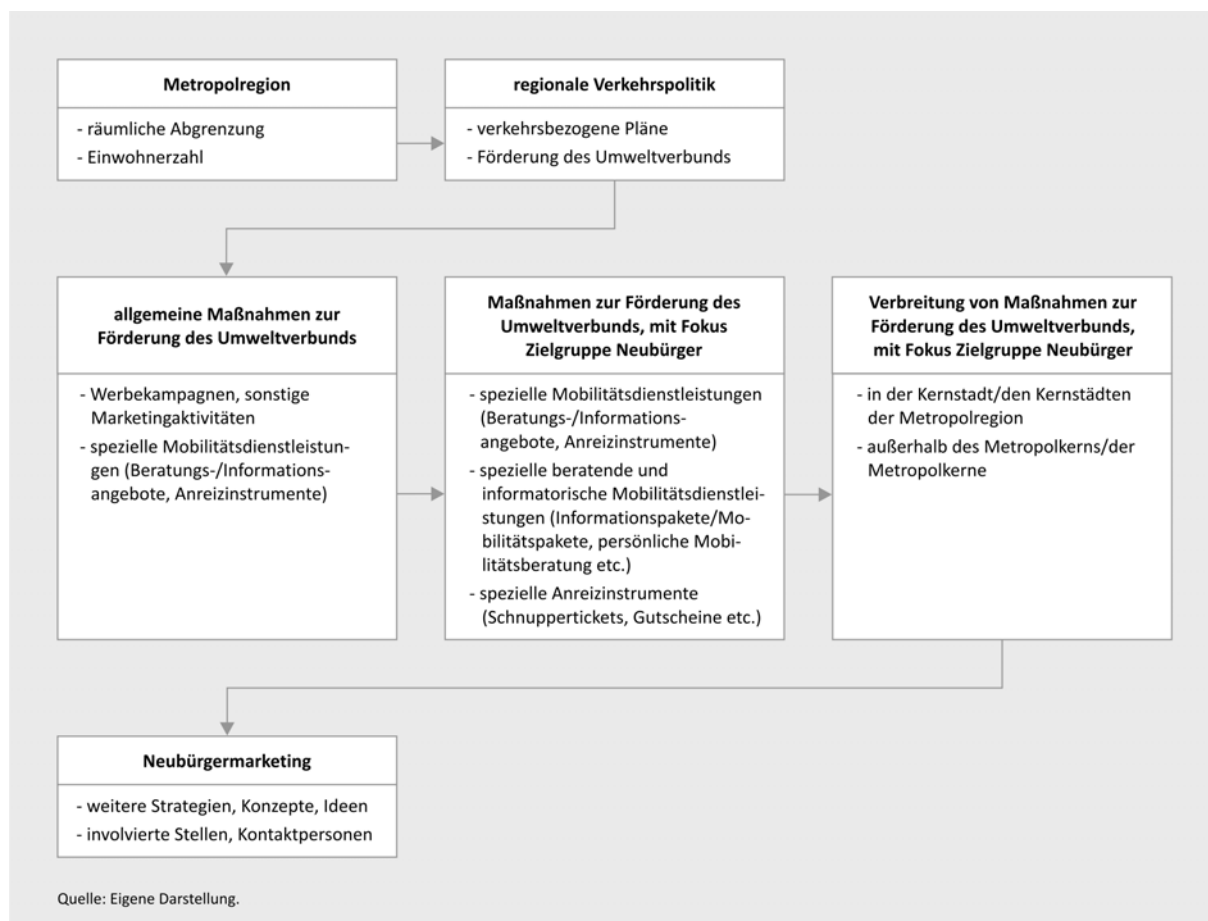 Metropolregion
- räumliche Abgrenzung
- Einwohnerzahl
regionale Verkehrspolitik
- verkehrsbezogene Pläne
- Förderung des Umweltverbunds
allgemeine Maßnahmen zur
Förderung des Umweltverbunds
- Werbekampagnen, sonstige
Marketingaktivitäten
- spezielle Mobilitätsdienstleistun-
gen (Beratungs-/Informations-
angebote, Anreizinstrumente)
Maßnahmen zur Förderung des
Umweltverbunds, mit Fokus
Zielgruppe Neubürger
- spezielle Mobilitätsdienstleistungen
(Beratungs-/Informations-
angebote, Anreizinstrumente)
- spezielle beratende und
informatorische Mobilitätsdienstlei-
stungen (Informationspakete/Mo-
bilitätspakete, persönliche Mobi-
litätsberatung etc.)
- spezielle Anreizinstrumente
(Schnuppertickets, Gutscheine etc.)
Verbreitung von Maßnahmen zur
Förderung des Umweltverbunds,
mit Fokus Zielgruppe Neubürger
- in der Kernstadt/den Kernstädten
der Metropolregion
- außerhalb des Metropolkerns/der
Metropolkerne
Neubürgermarketing
- weitere Strategien, Konzepte, Ideen
- involvierte Stellen, Kontaktpersonen
Quelle: Eigene Darstellung.